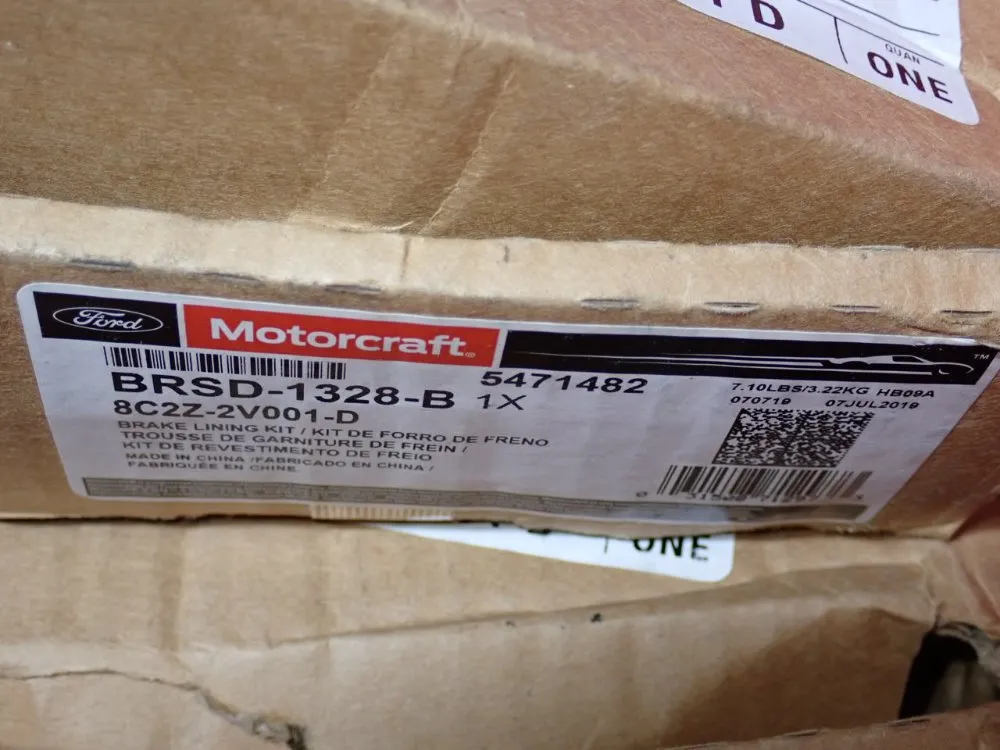 D
QUAN
ONE
Ford
Motorcraft
TM
BRSD-1328-B
5471482
1X
8C2Z-2V001-D
BRAKE LINING KIT / KIT DE FORRO DE FRENO
TROUSSE DE GARNITURE DE FREIN /
KIT DE REVESTIMENTO DE FREIO
MADE IN CHINA /FABRICADO EN CHINA /
FABRIQUÉE EN CHINE
7.10LBS/3.22KG HB09A
070719 07JUL2019
ONE